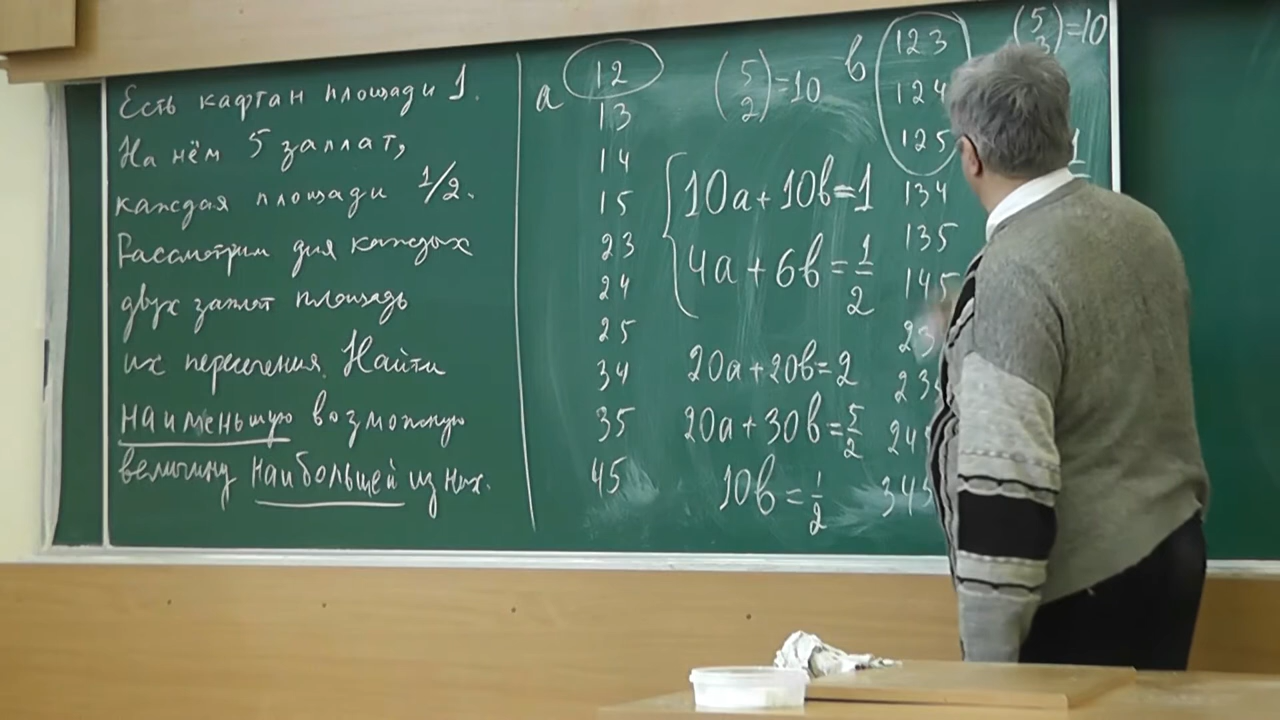 Есть кафтан площади 1.
На нём 5 заплат,
каждая площади 1/2.
Рассмотрим для каждых
двух заплат площадь
их пересечения. Найти
наименьшую возможную
величину наибольшей из них.
a
12
13
14
15
23
24
25
34
35
45
(5 2)=10
10a+10b=1
4a+6b=1/2
20a+20b=2
20a+30b=5/2
10b=1/2
b
123
124
125
134
135
145
345
=10